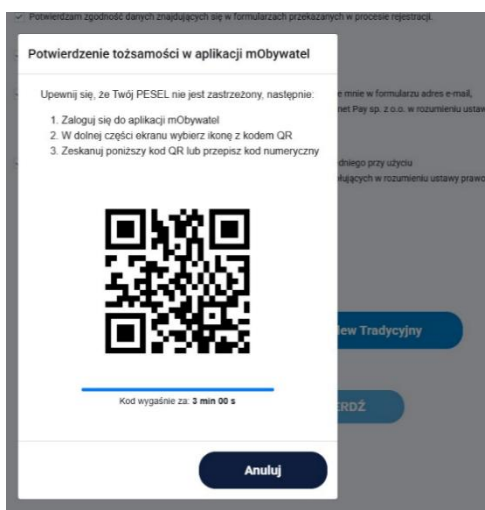 Potwierdzam zgodność danych znajdujących się w formularzach przekazanych w procesie rejestracji.
Potwierdzenie tożsamości w aplikacji mObywatel
Upewnij się, że Twój PESEL nie jest zastrzeżony, następnie:
1. Zaloguj się do aplikacji mObywatel
2. W dolnej części ekranu wybierz ikonę z kodem QR
3. Zeskanuj poniższy kod QR lub przepisz kod numeryczny
e mnie w formularzu adres e-mail,
net Pay sp. z o.o. w rozumieniu ustaw
dniego przy użyciu
ołujących w rozumieniu ustawy prawo
lew Tradycyjny
Kod wygaśnie za: 3 min 00 s
ERDŹ
Anuluj